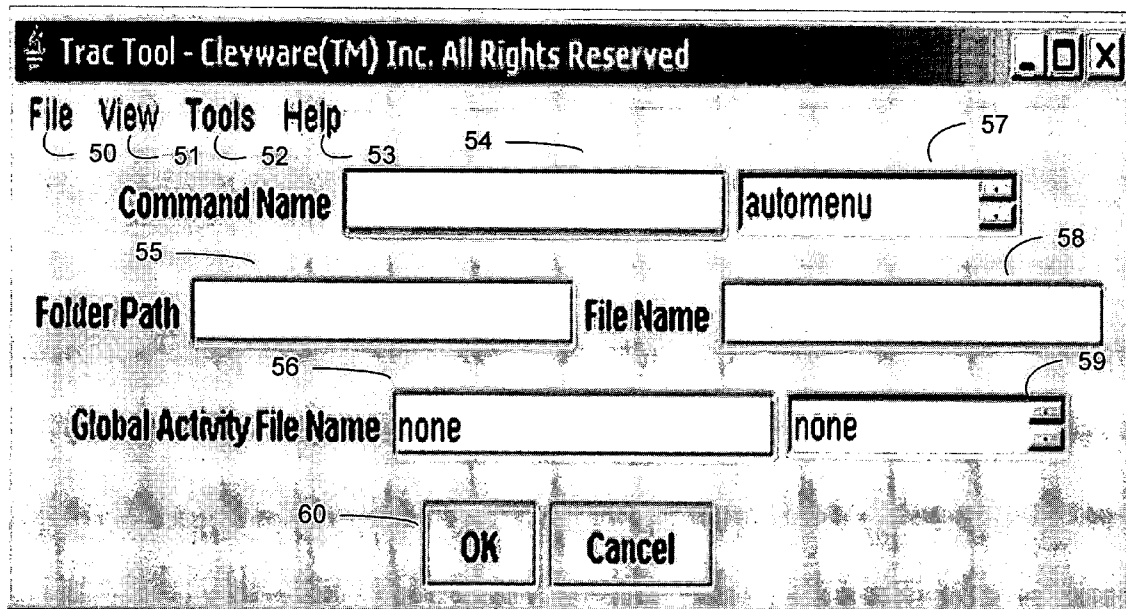 Trac Tool - Clevware(TM) Inc. All Rights Reserved
File View Tools Help
50 51 52 53 54 57
Command Name automenu
55 58
Folder Path File Name
56 59
Global Activity File Name none none
60
OK Cancel